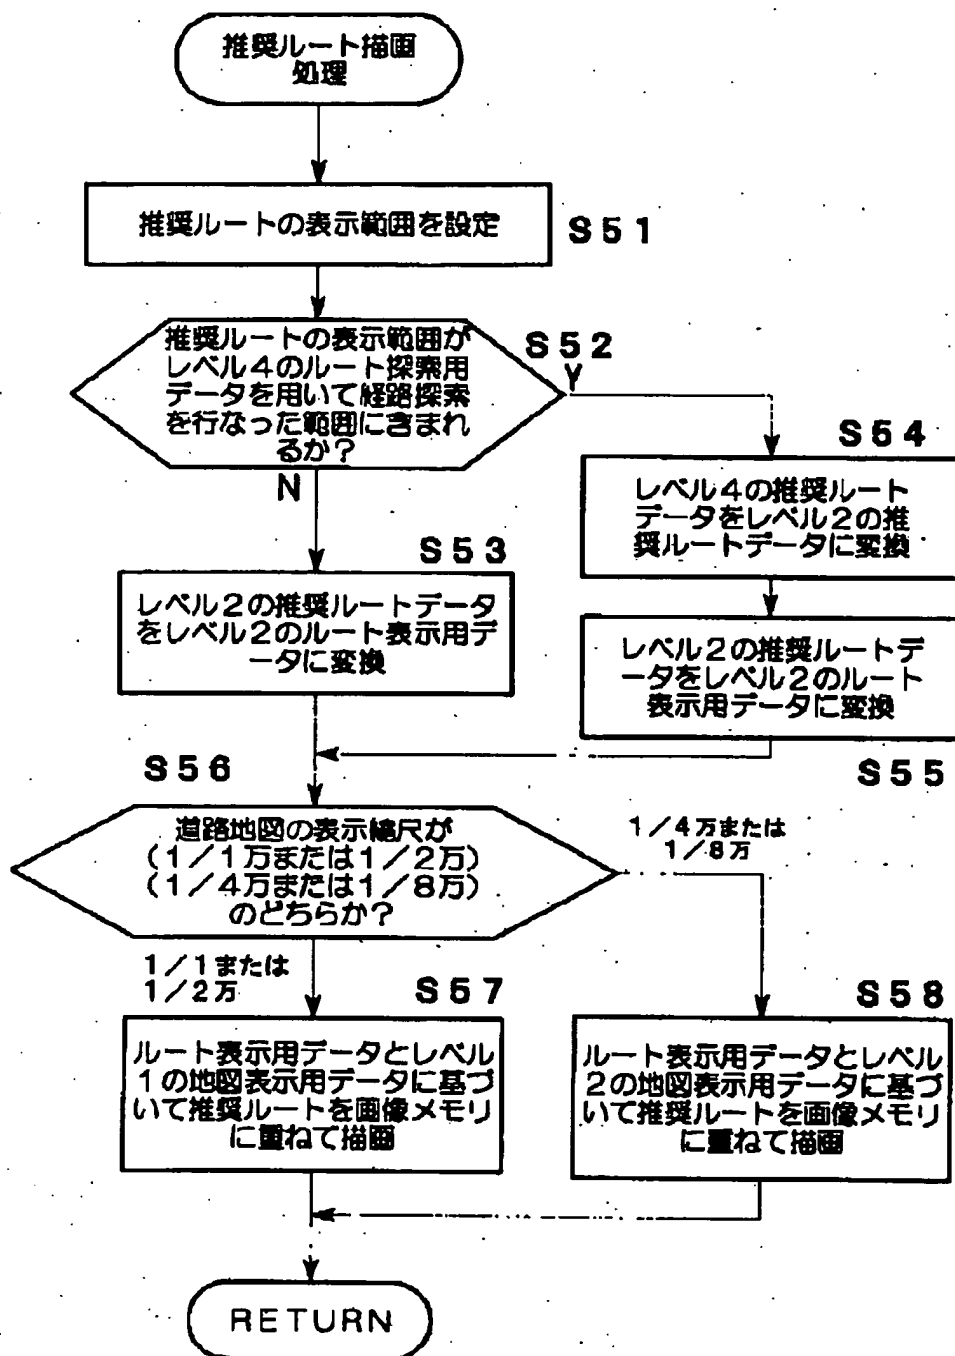 推奨ルート描画
処理
推奨ルートの表示範囲を設定
S51
推奨ルートの表示範囲が
レベル4のルート探索用
データを用いて経路探索
を行なった範囲に含まれ
るか？
S52
Y
N
S54
レベル4の推奨ルート
データをレベル2の推
奨ルートデータに変換
S53
レベル2の推奨ルートデータ
をレベル2のルート表示用デ
ータに変換
レベル2の推奨ルートデ
ータをレベル2のルート
表示用データに変換
S55
S56
道路地図の表示縮尺が
（1／1万または1／2万）
（1／4万または1／8万）
のどちらか？
1／4万または
1／8万
1／1または
1／2万
S57
S58
ルート表示用データとレベル
1の地図表示用データに基づ
いて推奨ルートを画像メモリ
に重ねて描画
ルート表示用データとレベル
2の地図表示用データに基づ
いて推奨ルートを画像メモリ
に重ねて描画
RETURN